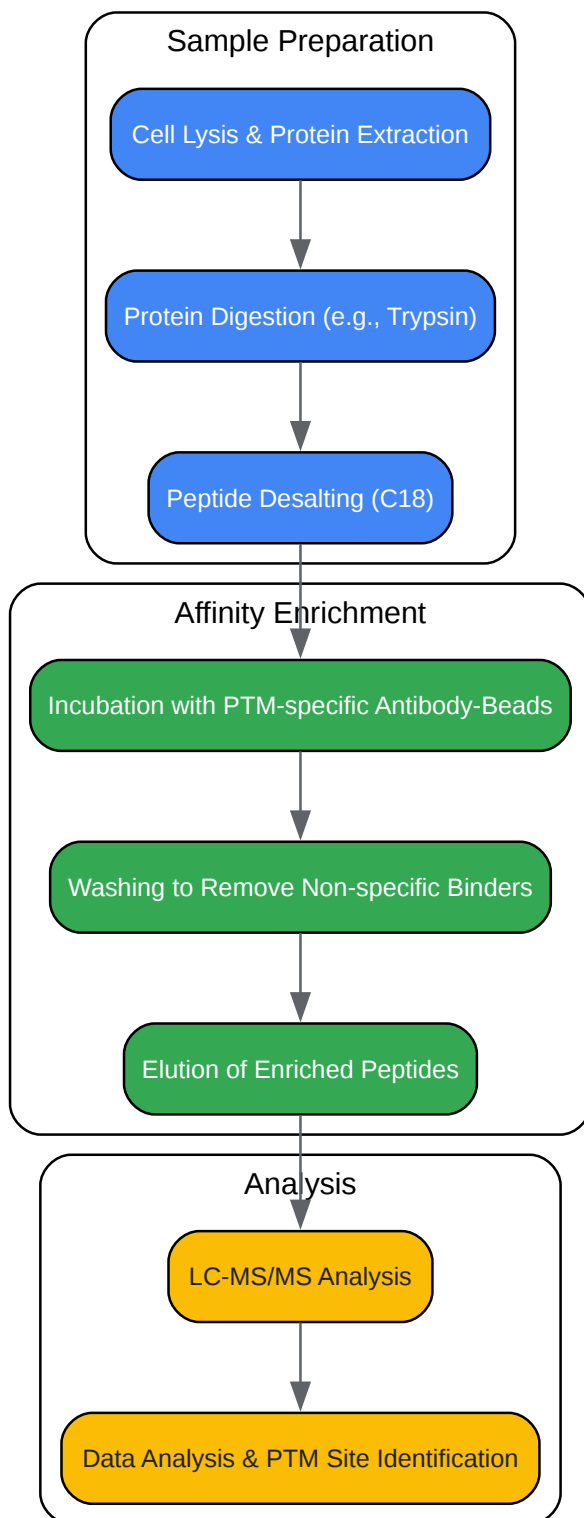 Sample Preparation
Cell Lysis & Protein Extraction
Protein Digestion (e.g., Trypsin)
Peptide Desalting (C18)
Affinity Enrichment
Incubation with PTM-specific Antibody-Beads
Washing to Remove Non-specific Binders
Elution of Enriched Peptides
Analysis
LC-MS/MS Analysis
Data Analysis & PTM Site Identification